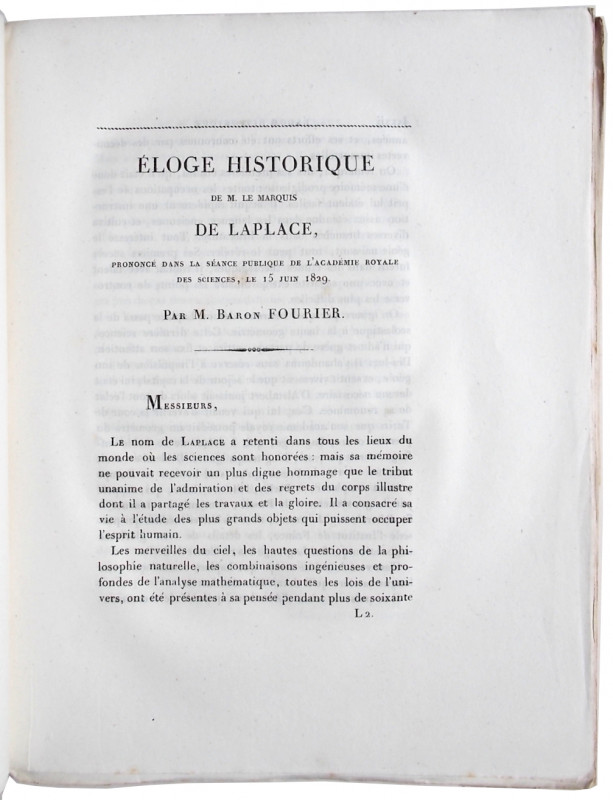 ÉLOGE HISTORIQUE
DE M. LE MARQUIS
DE LAPLACE,
PRONONCÉ DANS LA SÉANCE PUBLIQUE DE L'ACADÉMIE ROYALE
DES SCIENCES, LE 15 JUIN 1829.
PAR M. BARON FOURIER.
MESSIEURS,
LE NOM DE LAPLACE a retenti dans tous les lieux du
monde où les sciences sont honorées : mais sa mémoire
ne pouvait recevoir un plus digne hommage que le tribut
unanime de l'admiration et des regrets du corps illustre
dont il a partagé les travaux et la gloire. Il a consacré sa
vie à l'étude des plus grands objets qui puissent occuper
l'esprit humain.
Les merveilles du ciel, les hautes questions de la phi-
losophie naturelle, les combinaisons ingénieuses et pro-
fondes de l'analyse mathématique, toutes les lois de l'uni-
vers, ont été présentes à sa pensée pendant plus de soixante
L 2.